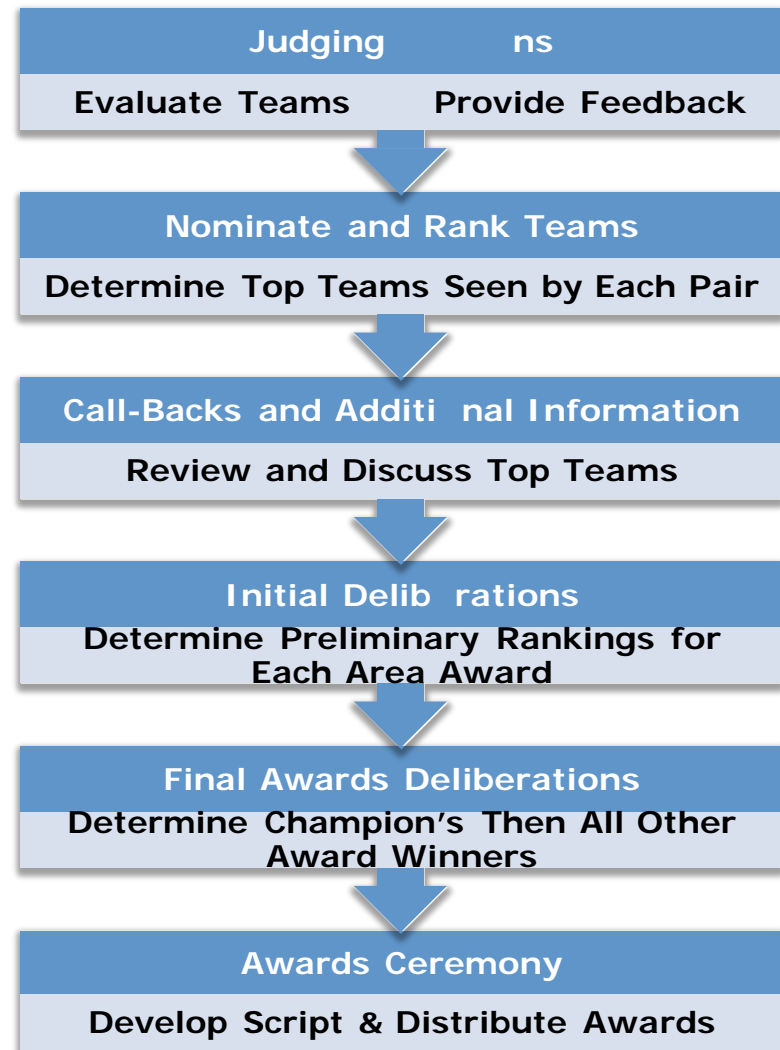 Judging ns
Evaluate Teams Provide Feedback
Nominate and Rank Teams
Determine Top Teams Seen by Each Pair
Call-Backs and Additi nal Information
Review and Discuss Top Teams
Initial Delib rations
Determine Preliminary Rankings for
Each Area Award
Final Awards Deliberations
Determine Champion's Then All Other
Award Winners
Awards Ceremony
Develop Script & Distribute Awards